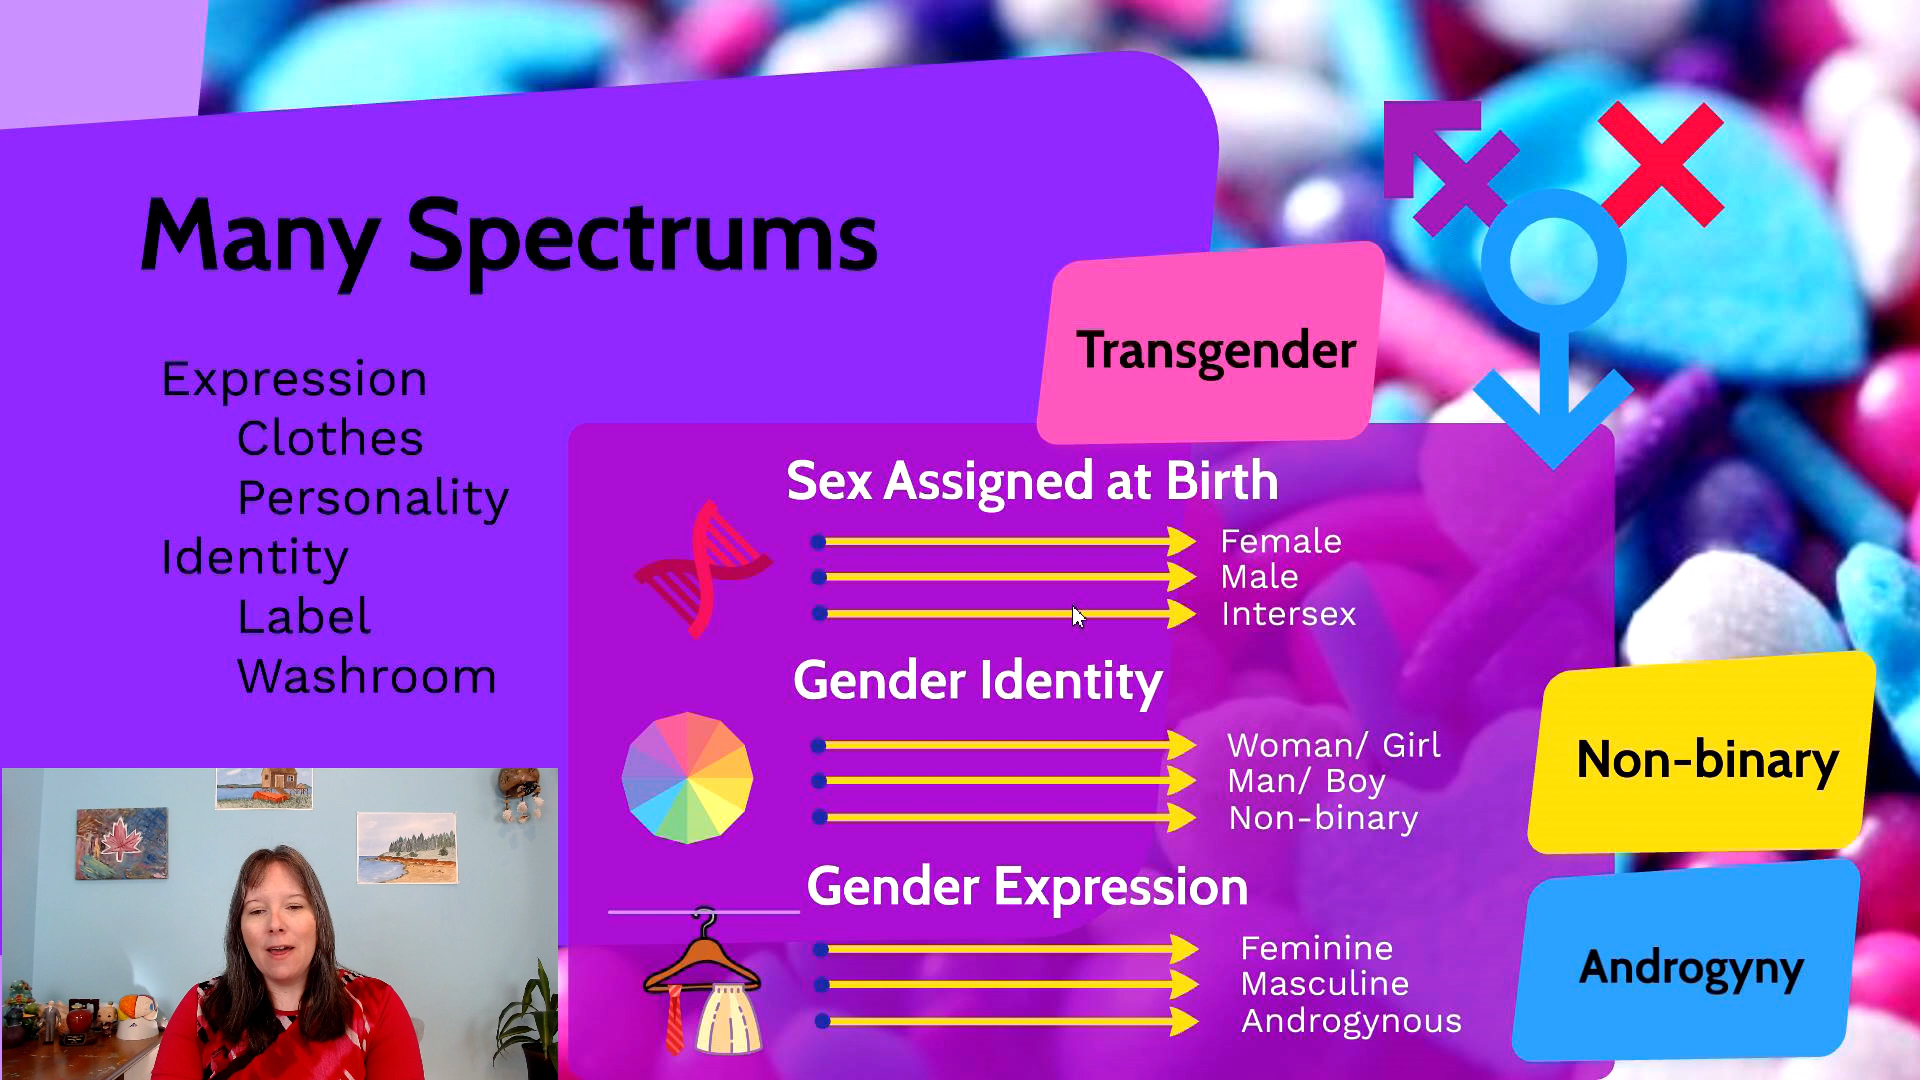 Many Spectrums
Expression
Clothes
Personality
Identity
Label
Washroom
Transgender
Sex Assigned at Birth
Female
Male
Intersex
Gender Identity
Woman/ Girl
Man/ Boy
Non-binary
Non-binary
Gender Expression
Feminine
Masculine
Androgynous
Androgyny